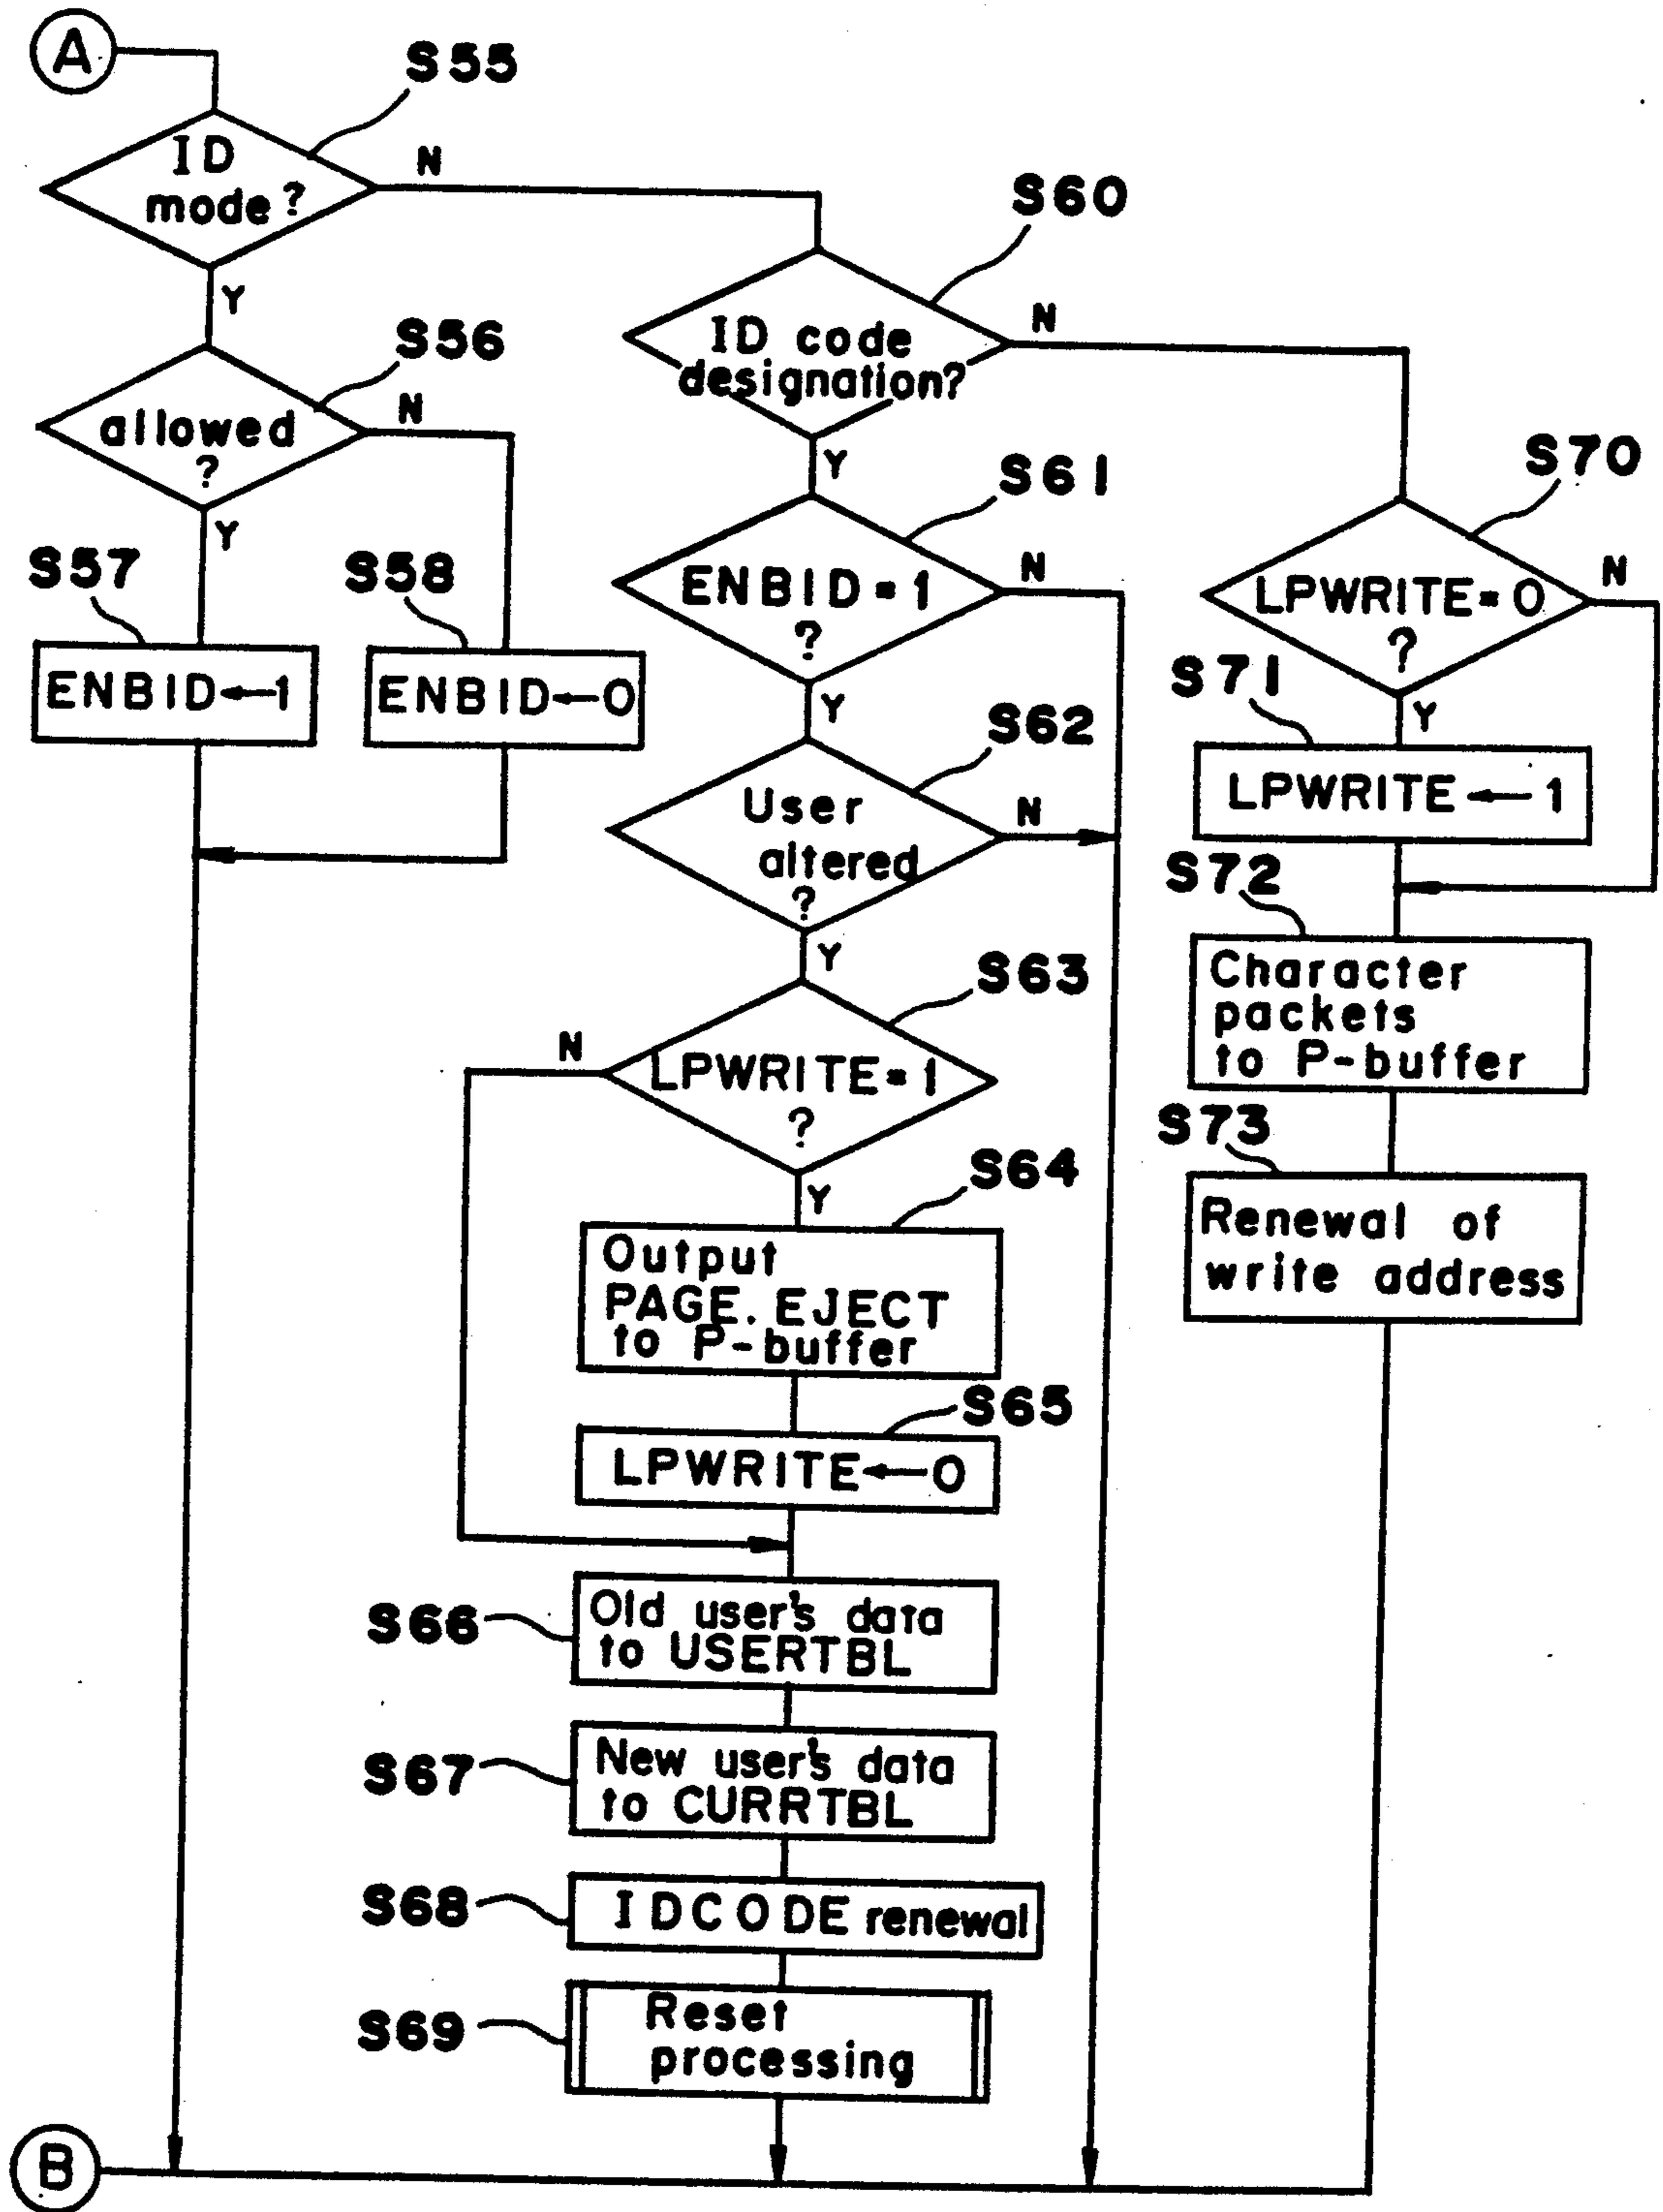 A
S55
ID
mode?
N
Y
S60
ID code
designation?
N
Y
S56
allowed
?
N
Y
S57
ENBID←1
S58
ENBID←0
S61
ENBID=1
?
N
Y
S62
User
altered
?
N
Y
S63
LPWRITE=1
?
N
Y
S64
Output
PAGE. EJECT
to P-buffer
S65
LPWRITE←0
S66
Old user's data
to USERTBL
S67
New user's data
to CURRTBL
S68
IDCODE renewal
S69
Reset
processing
S70
LPWRITE=0
?
N
Y
S71
LPWRITE←1
S72
Character
packets
to P-buffer
S73
Renewal of
write address
B